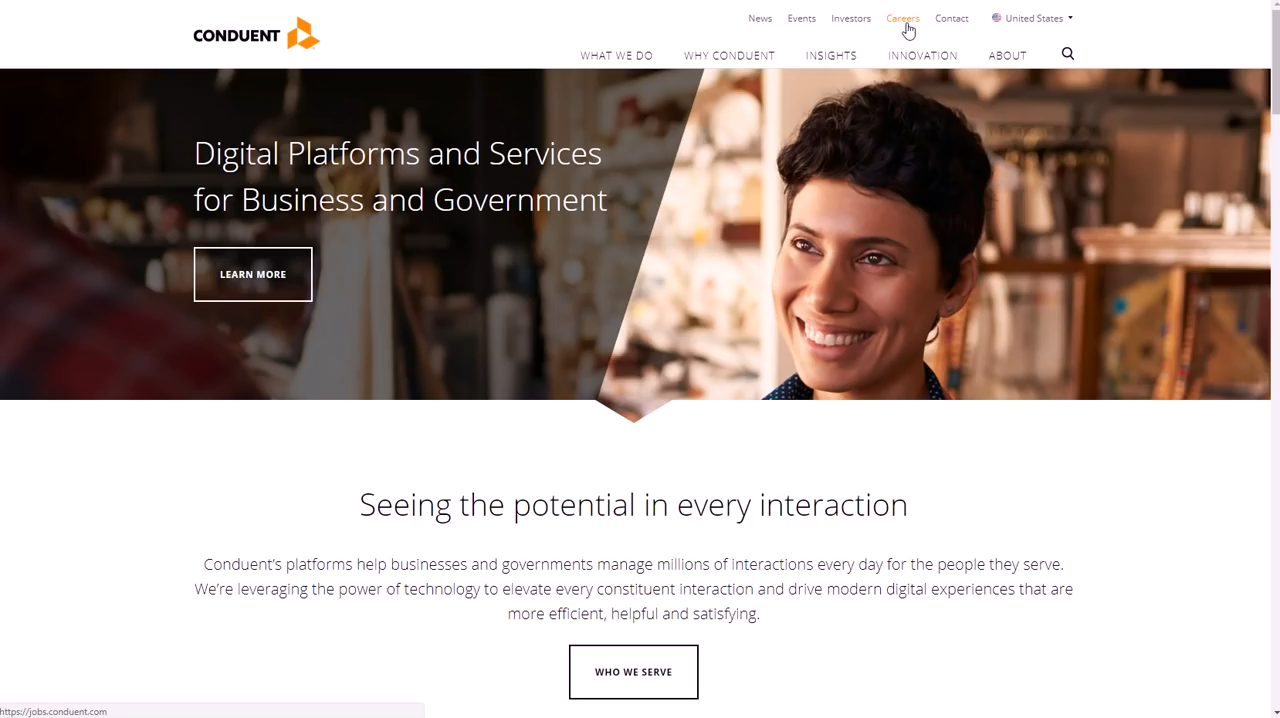 CONDUENT
News Events Investors Careers Contact United States
WHAT WE DO WHY CONDUENT INSIGHTS INNOVATION ABOUT
Digital Platforms and Services
for Business and Government
LEARN MORE
Seeing the potential in every interaction
Conduent's platforms help businesses and governments manage millions of interactions every day for the people they serve.
We're leveraging the power of technology to elevate every constituent interaction and drive modern digital experiences that are
more efficient, helpful and satisfying.
WHO WE SERVE
https://jobs.conduent.com